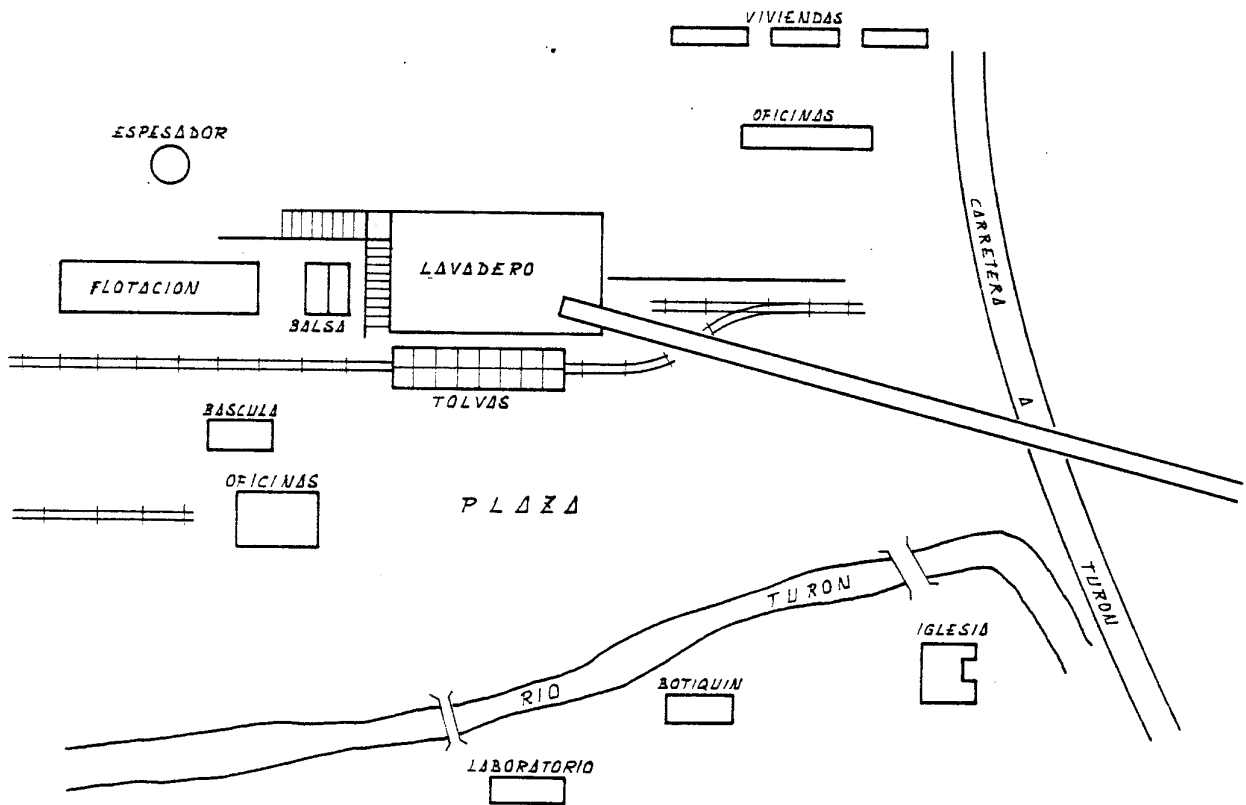 VIVIENDAS
OFICINAS
ESPESADOR
CARRETERA A TURON
LAVADERO
FLOTACION
BALSA
TOLVAS
BASCULA
OFICINAS
PLAZA
RIO TURON
IGLESIA
BOTIQUIN
LABORATORIO